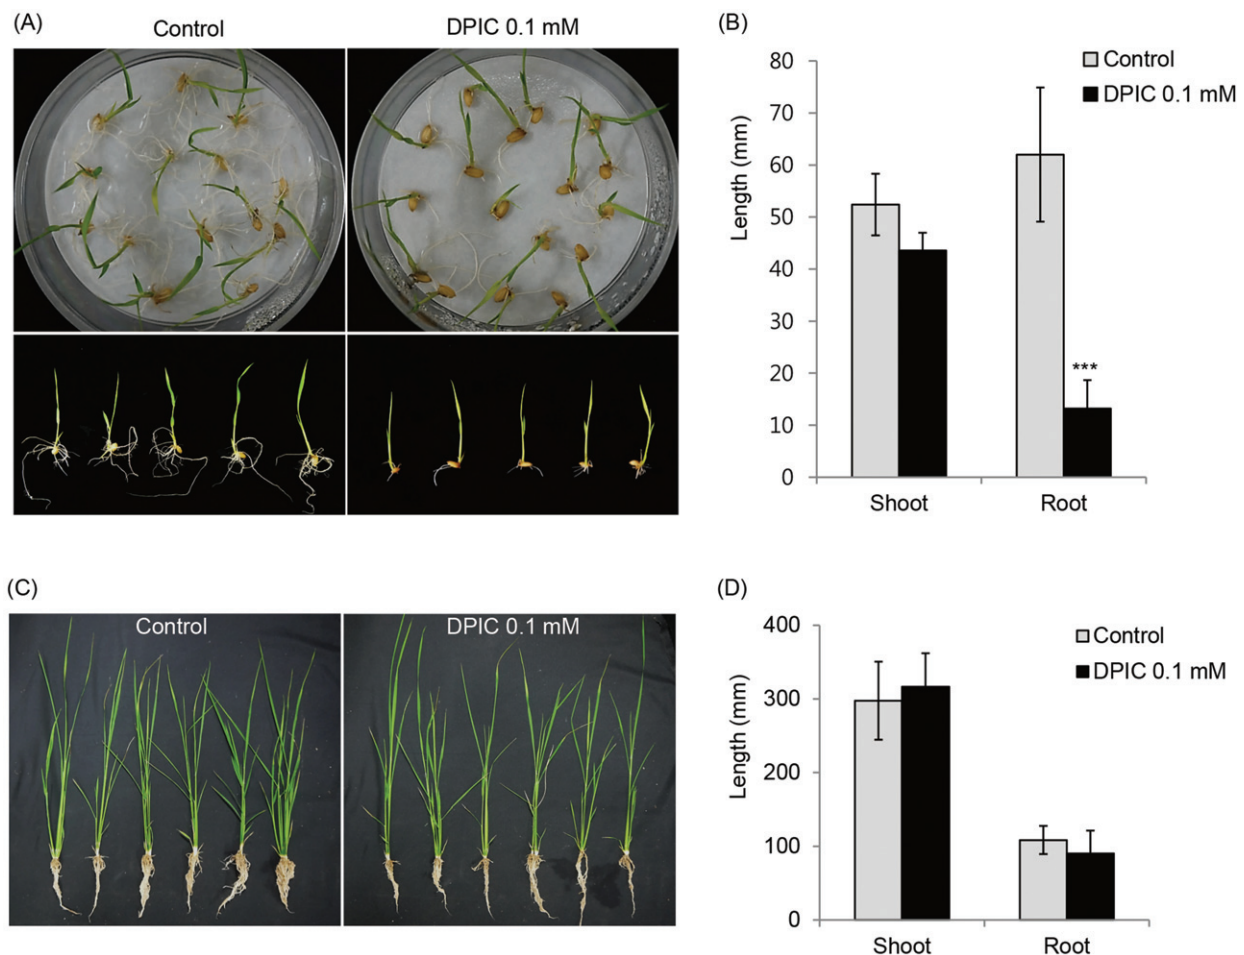 (A)
Control
DPIC 0.1 mM
(B)
Length (mm)
80
70
60
50
40
30
20
10
0
Control
DPIC 0.1 mM
***
Shoot
Root
(C)
Control
DPIC 0.1 mM
(D)
Length (mm)
400
300
200
100
0
Control
DPIC 0.1 mM
Shoot
Root